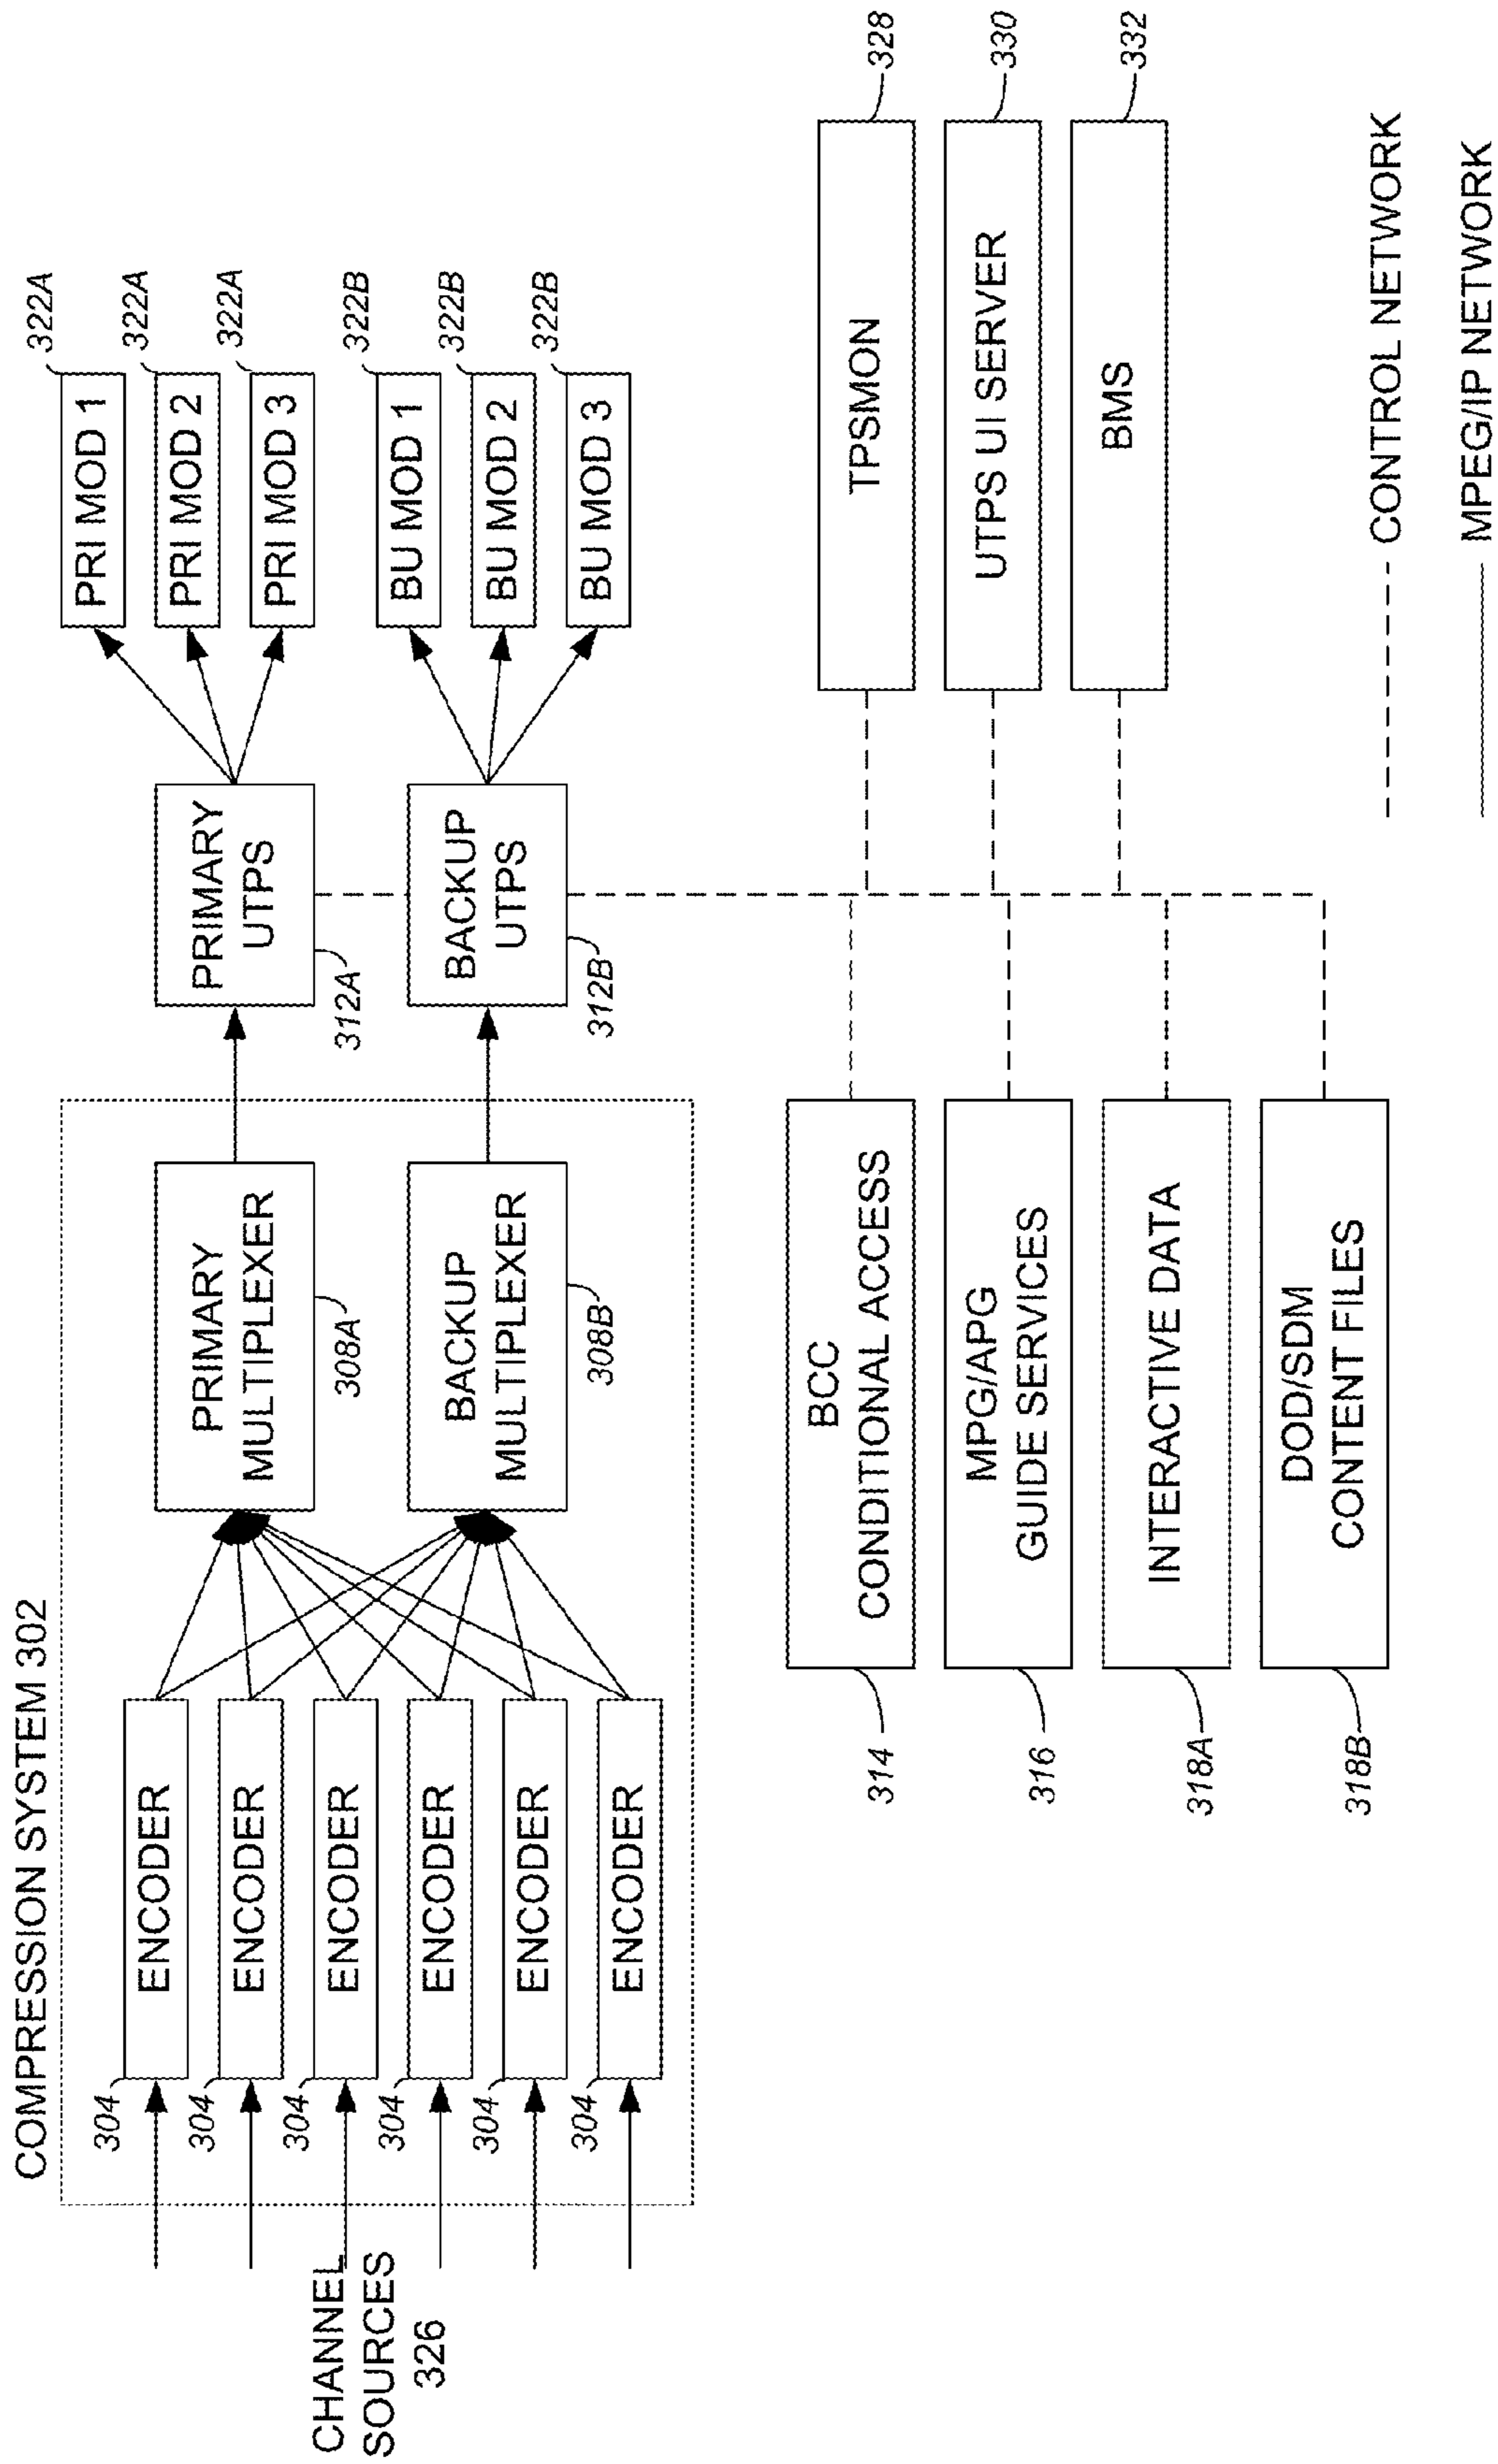 COMPRESSION SYSTEM 302
CHANNEL
SOURCES
326
304
304
304
304
304
304
ENCODER
ENCODER
ENCODER
ENCODER
ENCODER
ENCODER
PRIMARY
MULTIPLEXER
308A
BACKUP
MULTIPLEXER
308B
PRIMARY
UTPS
312A
BACKUP
UTPS
312B
PRI MOD 1
322A
PRI MOD 2
322A
PRI MOD 3
322A
BU MOD 1
322B
BU MOD 2
322B
BU MOD 3
322B
BCC
CONDITIONAL ACCESS
314
MPG/APG
GUIDE SERVICES
316
INTERACTIVE DATA
318A
DOD/SDM
CONTENT FILES
318B
TPSMON
328
UTPS UI SERVER
330
BMS
332
CONTROL NETWORK
MPEG/IP NETWORK